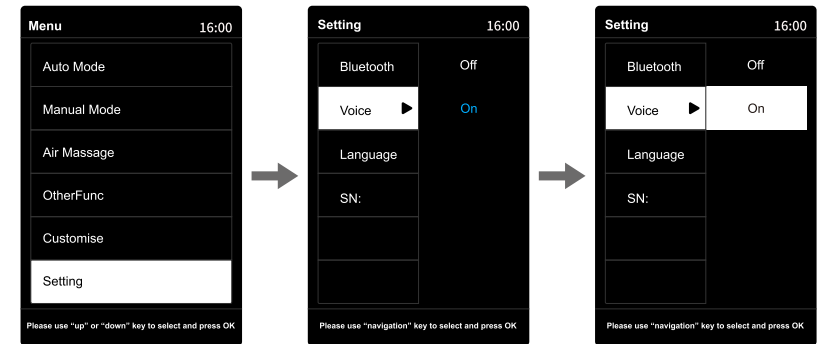 Menu 16:00
Auto Mode
Manual Mode
Air Massage
OtherFunc
Customise
Setting
Please use “up” or “down” key to select and press OK
Setting 16:00
Bluetooth Off
Voice On
Language
SN:
Please use “navigation” key to select and press OK
Setting 16:00
Bluetooth Off
Voice On
Language
SN:
Please use “navigation” key to select and press OK